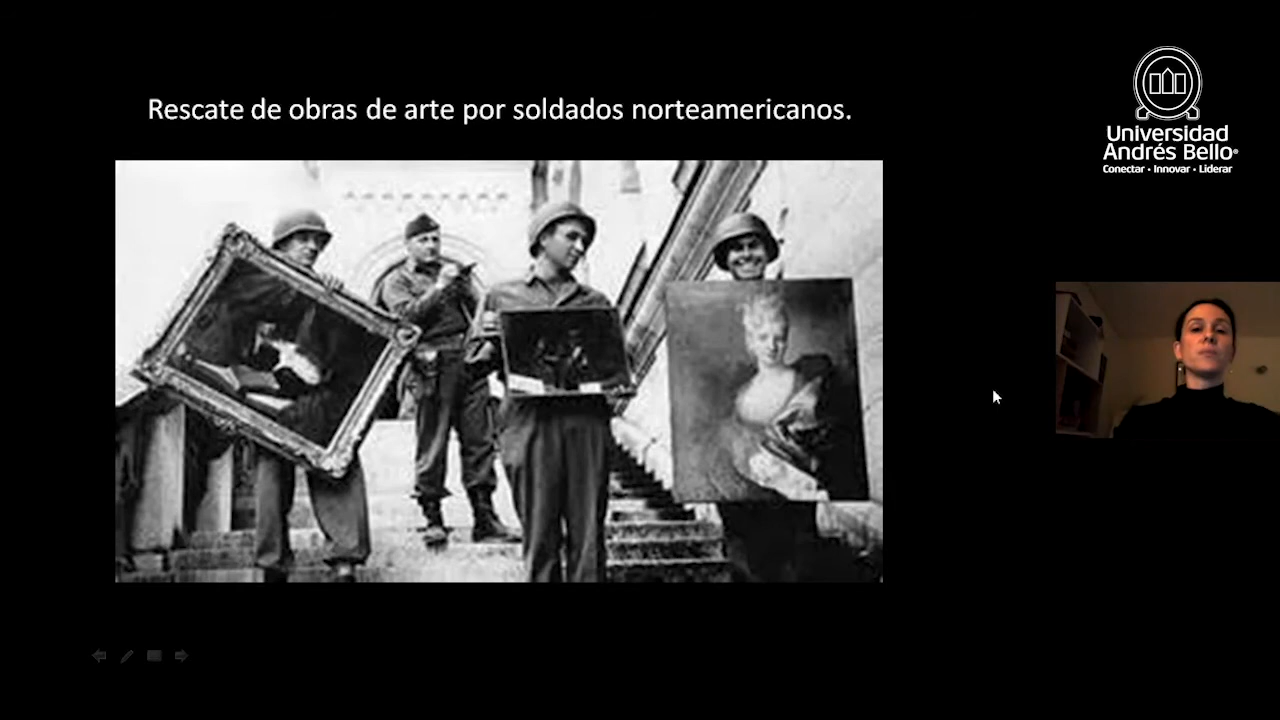 Rescate de obras de arte por soldados norteamericanos.
Universidad
Andrés Bello®
Conectar • Innovar • Liderar